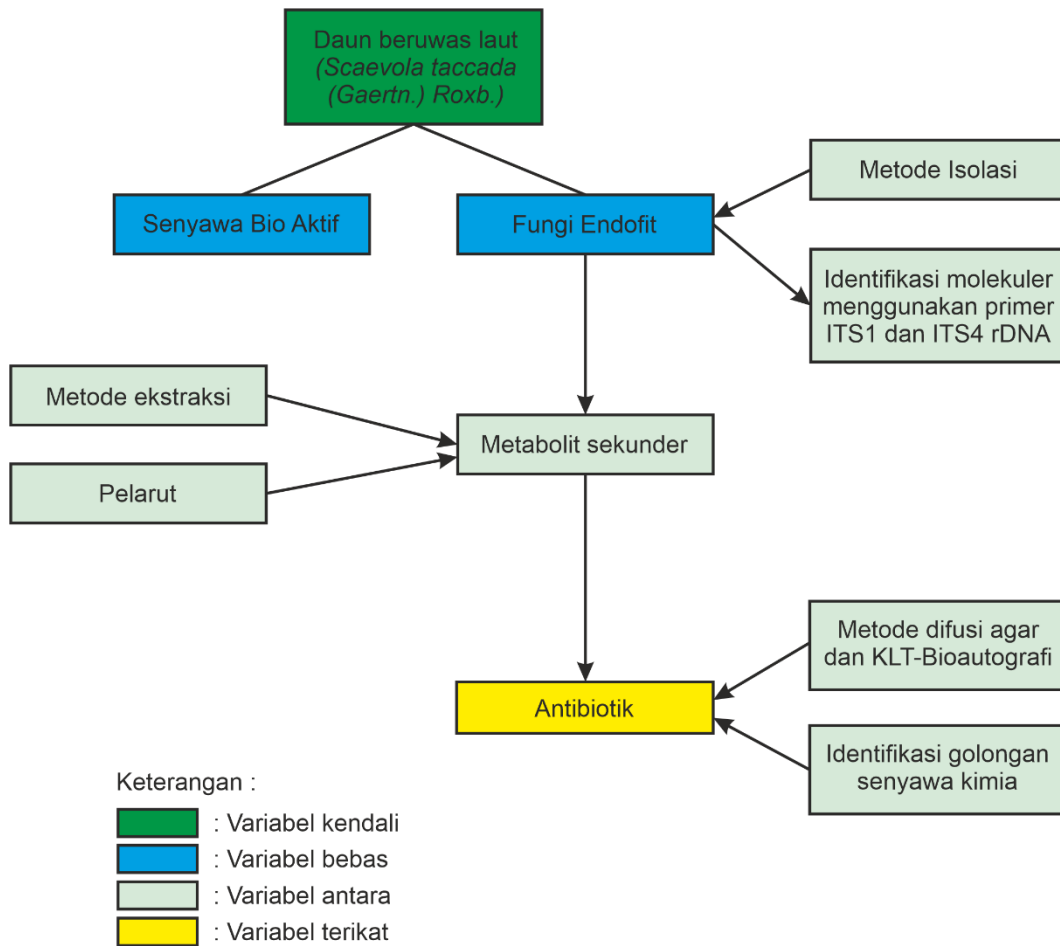 Daun beruwas laut
(Scaevola taccada
(Gaertn.) Roxb.)
Metode Isolasi
Senyawa Bio Aktif
Fungi Endofit
Identifikasi molekuler
menggunakan primer
ITS1 dan ITS4 rDNA
Metode ekstraksi
Metabolit sekunder
Pelarut
Metode difusi agar
dan KLT-Bioautografi
Antibiotik
Identifikasi golongan
senyawa kimia
Keterangan :
: Variabel kendali
: Variabel bebas
: Variabel antara
: Variabel terikat